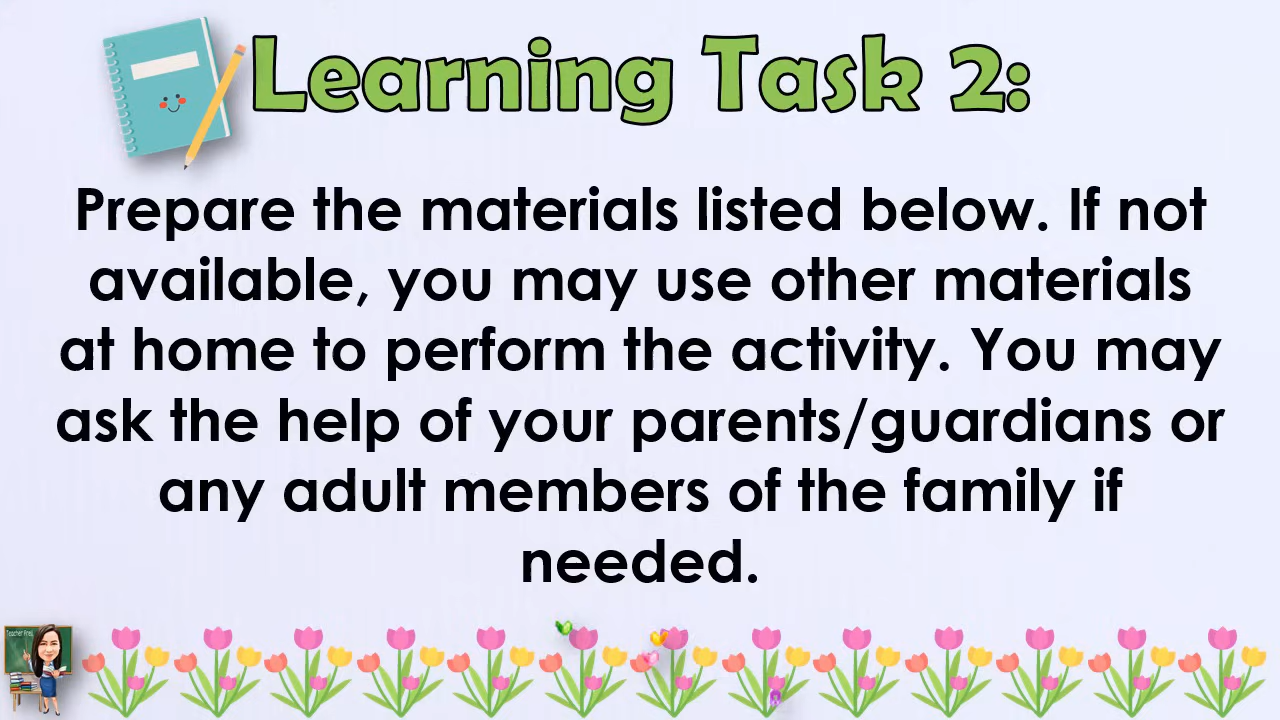 Learning Task 2:
Prepare the materials listed below. If not
available, you may use other materials
at home to perform the activity. You may
ask the help of your parents/guardians or
any adult members of the family if
needed.